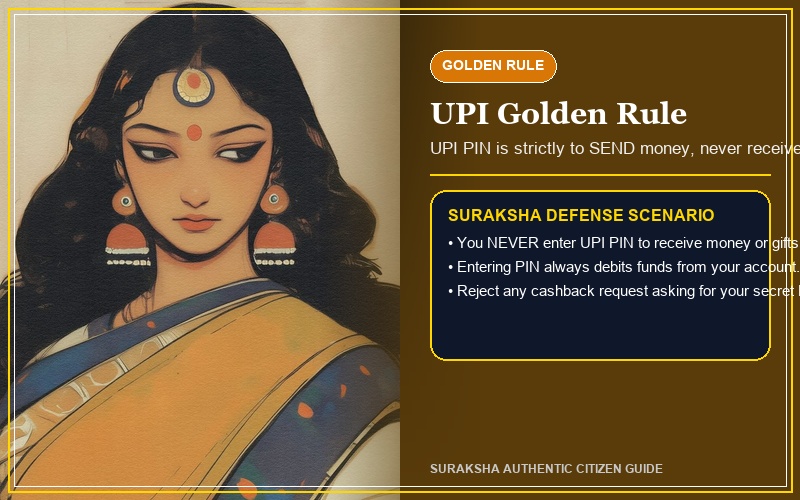 GOLDEN RULE
UPI Golden Rule
UPI PIN is strictly to SEND money, never receive
SURAKSHA DEFENSE SCENARIO
• You NEVER enter UPI PIN to receive money or gifts
• Entering PIN always debits funds from your account.
• Reject any cashback request asking for your secret
SURAKSHA AUTHENTIC CITIZEN GUIDE